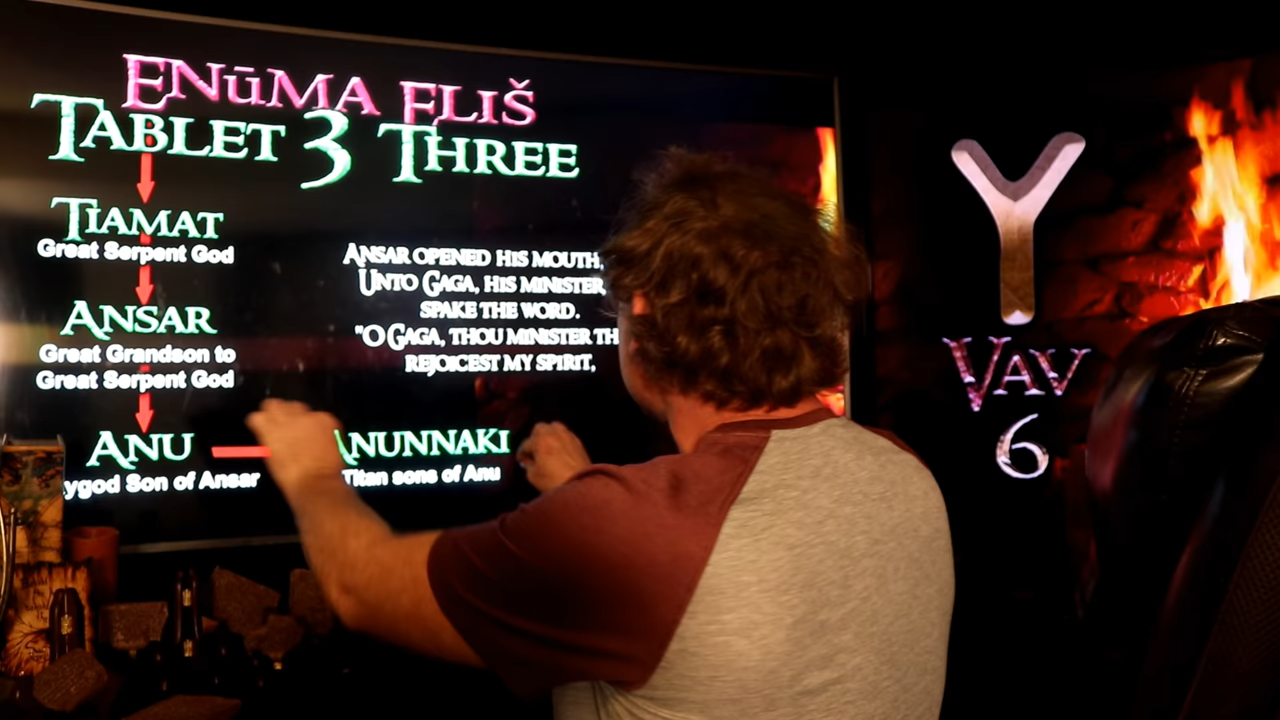 ENūMA ELIŠ
TABLET 3 THREE
TIAMAT
Great Serpent God
ANSAR
Great Grandson to
Great Serpent God
ANU
Son of Ansar
ANUNNAKI
Titan sons of Anu
ANSAR OPENED HIS MOUTH,
UNTO GAGA, HIS MINISTER
SPAKE THE WORD.
"O GAGA, THOU MINISTER
REJOICEST MY SPIRIT,
Y
VAV
6